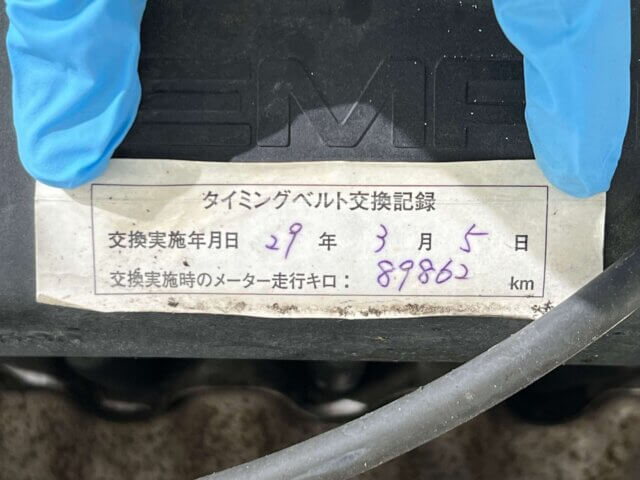 EMP
タイミングベルト交換記録
交換実施年月日 29 年 3 月 5 日
交換実施時のメーター走行キロ: 89862 km